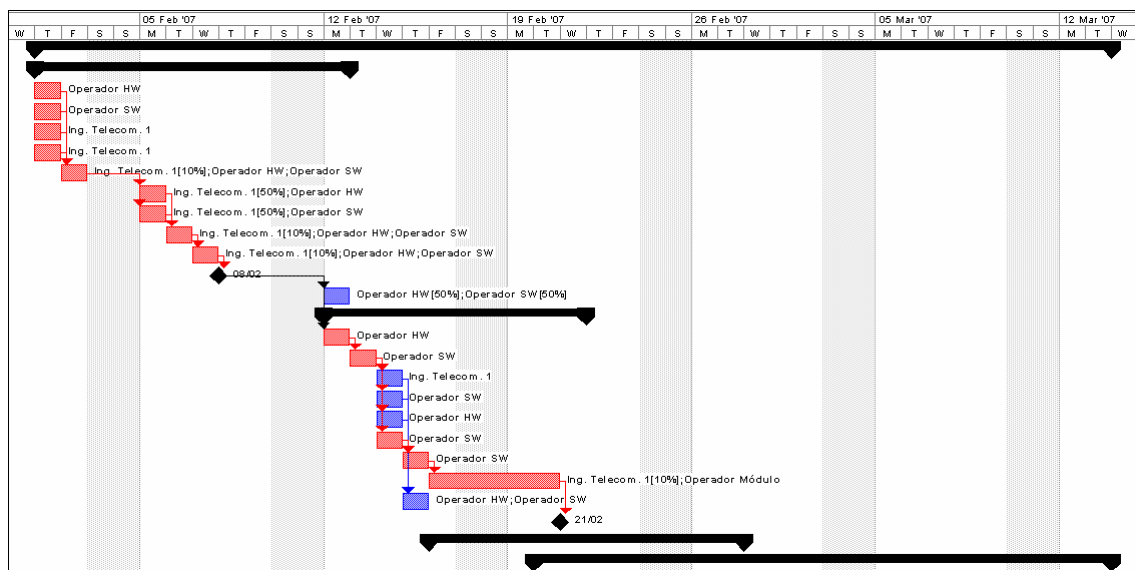 05 Feb '07 12 Feb '07 19 Feb '07 26 Feb '07 05 Mar '07 12 Mar '07
W T F S S M T W T F S S M T W T F S S M T W T F S S M T W T F S S M T W T F S S M T W
Operador HW
Operador SW
Ing. Telecom. 1
Ing. Telecom. 1
Ing. Telecom. 1[10%];Operador HW;Operador SW
Ing. Telecom. 1[50%];Operador HW
Ing. Telecom. 1[50%];Operador SW
Ing. Telecom. 1[10%];Operador HW;Operador SW
Ing. Telecom. 1[10%];Operador HW;Operador SW
08/02
Operador HW[50%];Operador SW[50%]
Operador HW
Operador SW
Ing. Telecom. 1
Operador SW
Operador HW
Operador SW
Operador SW
Ing. Telecom. 1[10%];Operador Módulo
Operador HW;Operador SW
21/02